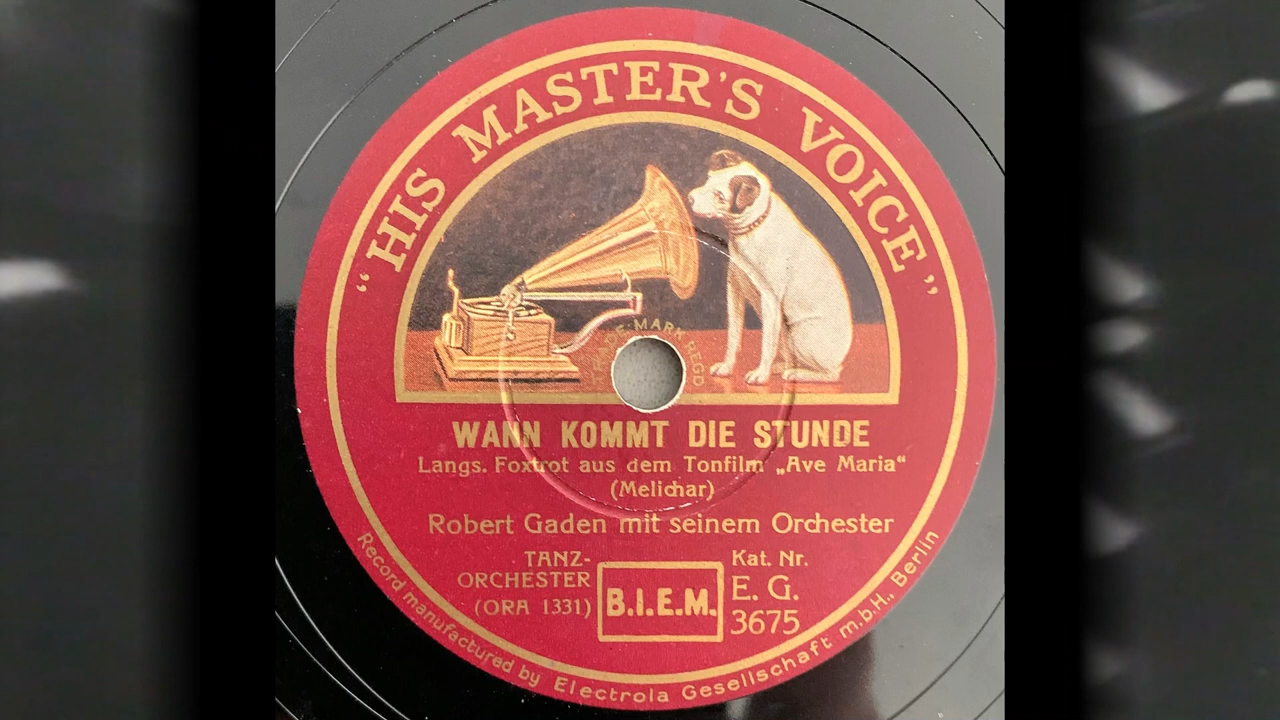 “HIS MASTER'S VOICE”
TRADE-MARK REGD
WANN KOMMT DIE STUNDE
Langs. Foxtrot aus dem Tonfilm „Ave Maria“
(Melichar)
Robert Gaden mit seinem Orchester
TANZ-
ORCHESTER
(ORA 1331)
B.I.E.M.
Kat. Nr.
E. G.
3675
Record manufactured by Electrola Gesellschaft m.b.H., Berlin